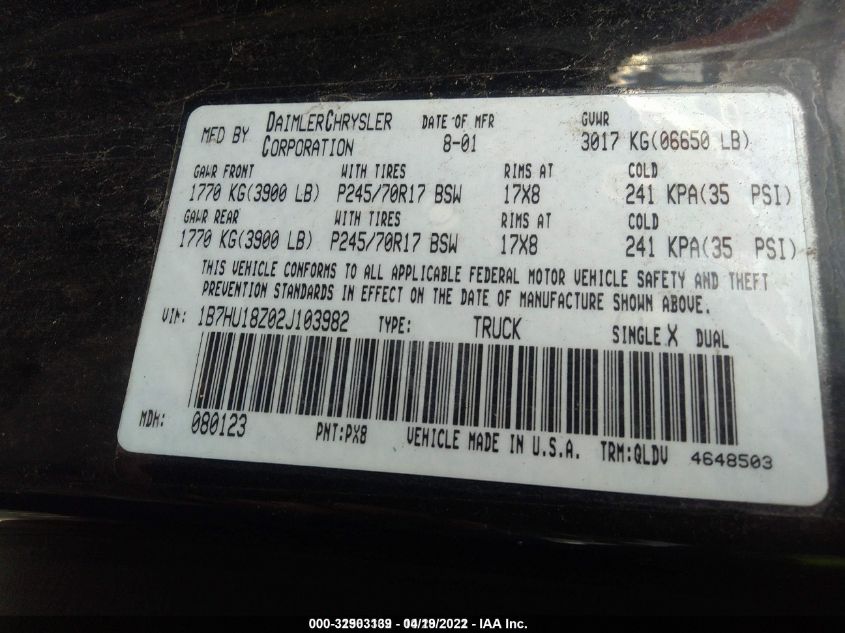 MFD BY DAIMLERCHRYSLER CORPORATION DATE OF MFR 8-01 GVWR 3017 KG(06650 LB)
GAWR FRONT WITH TIRES RIMS AT COLD
1770 KG(3900 LB) P245/70R17 BSW 17X8 241 KPA(35 PSI)
GAWR REAR WITH TIRES RIMS AT COLD
1770 KG(3900 LB) P245/70R17 BSW 17X8 241 KPA(35 PSI)
THIS VEHICLE CONFORMS TO ALL APPLICABLE FEDERAL MOTOR VEHICLE SAFETY AND THEFT
PREVENTION STANDARDS IN EFFECT ON THE DATE OF MANUFACTURE SHOWN ABOVE.
VIN: 1B7HU18Z02J103982 TYPE: TRUCK SINGLE X DUAL
MDH: 080123 PNT:PX8 VEHICLE MADE IN U.S.A. TRM:QLDV 4648503
- IAA Inc.